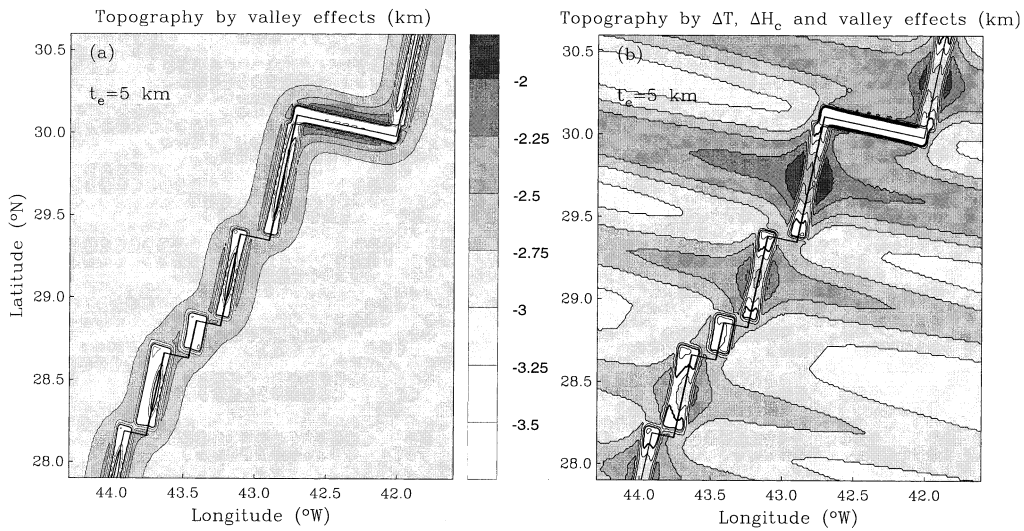 Topography by valley effects (km)
Topography by ΔT, ΔH_c and valley effects (km)
(a)
t_e=5 km
30.5
30.0
29.5
29.0
28.5
28.0
Latitude (°N)
44.0 43.5 43.0 42.5 42.0
Longitude (°W)
-2
-2.25
-2.5
-2.75
-3
-3.25
-3.5
(b)
t_e=5 km
30.5
30.0
29.5
29.0
28.5
28.0
44.0 43.5 43.0 42.5 42.0
Longitude (°W)